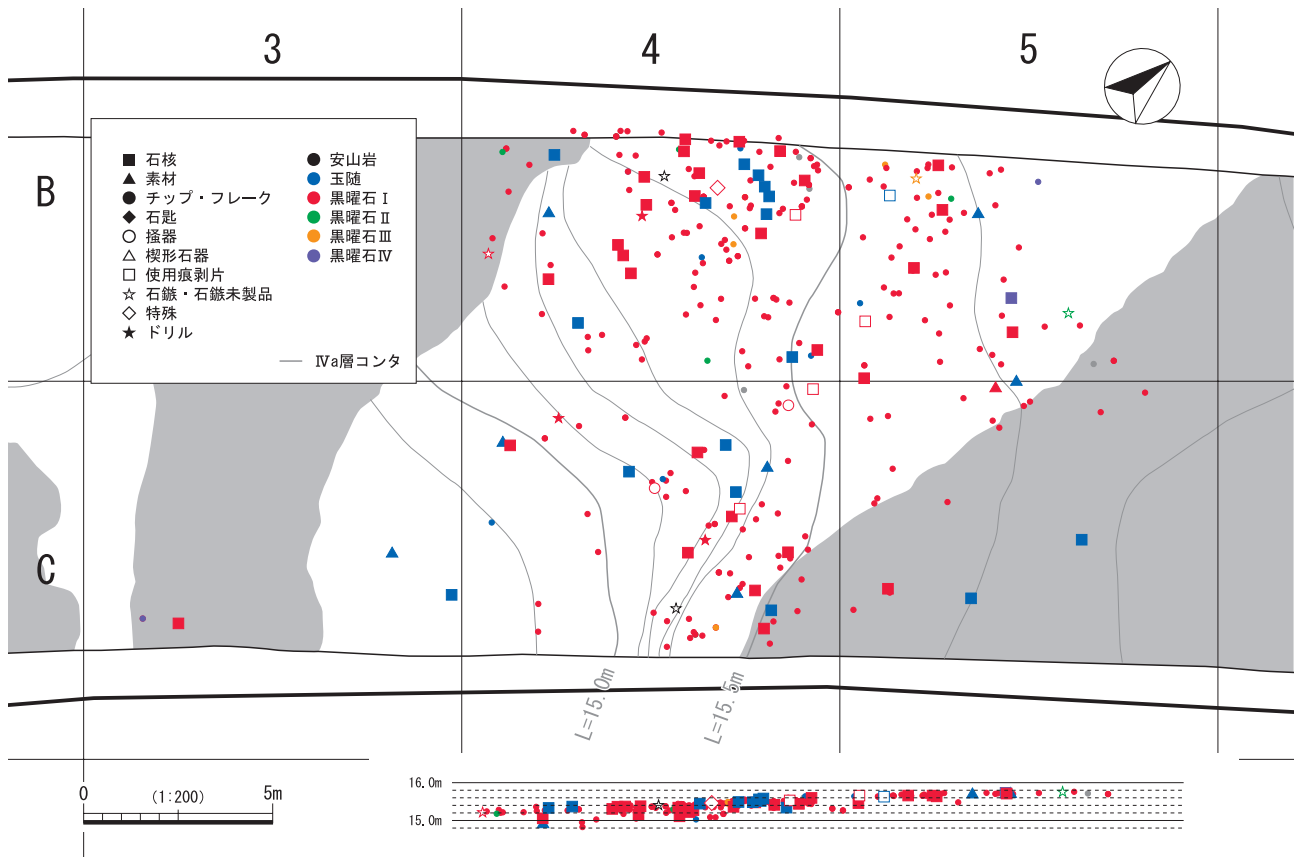 3
4
5
B
C
■ 石核
▲ 素材
● チップ・フレーク
◆ 石匙
○ 掻器
△ 楔形石器
□ 使用痕剥片
☆ 石鏃・石鏃未製品
◇ 特殊
★ ドリル
● 安山岩
● 玉随
● 黒曜石Ⅰ
● 黒曜石Ⅱ
● 黒曜石Ⅲ
● 黒曜石Ⅳ
Ⅳa層コンタ
L=15.0m
L=15.5m
0 (1:200) 5m
16.0m
15.0m